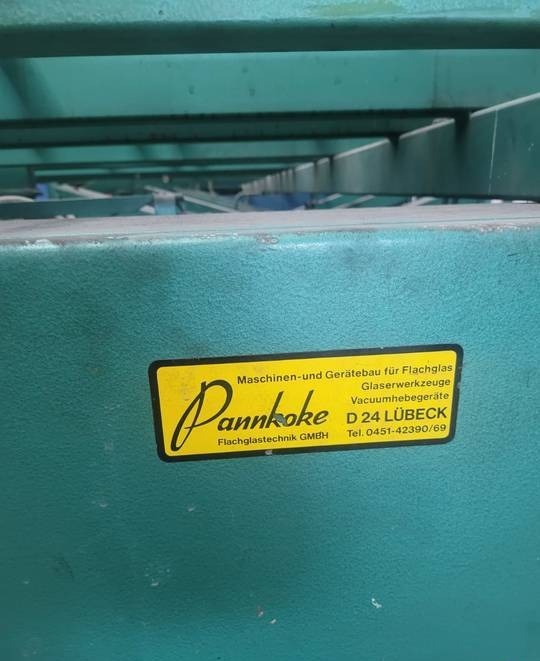 Maschinen-und Gerätebau für Flachglas
Glaserwerkzeuge
Vacuumhebegeräte
Pannkoke
D 24 LÜBECK
Flachglastechnik GMBH
Tel. 0451-42390/69